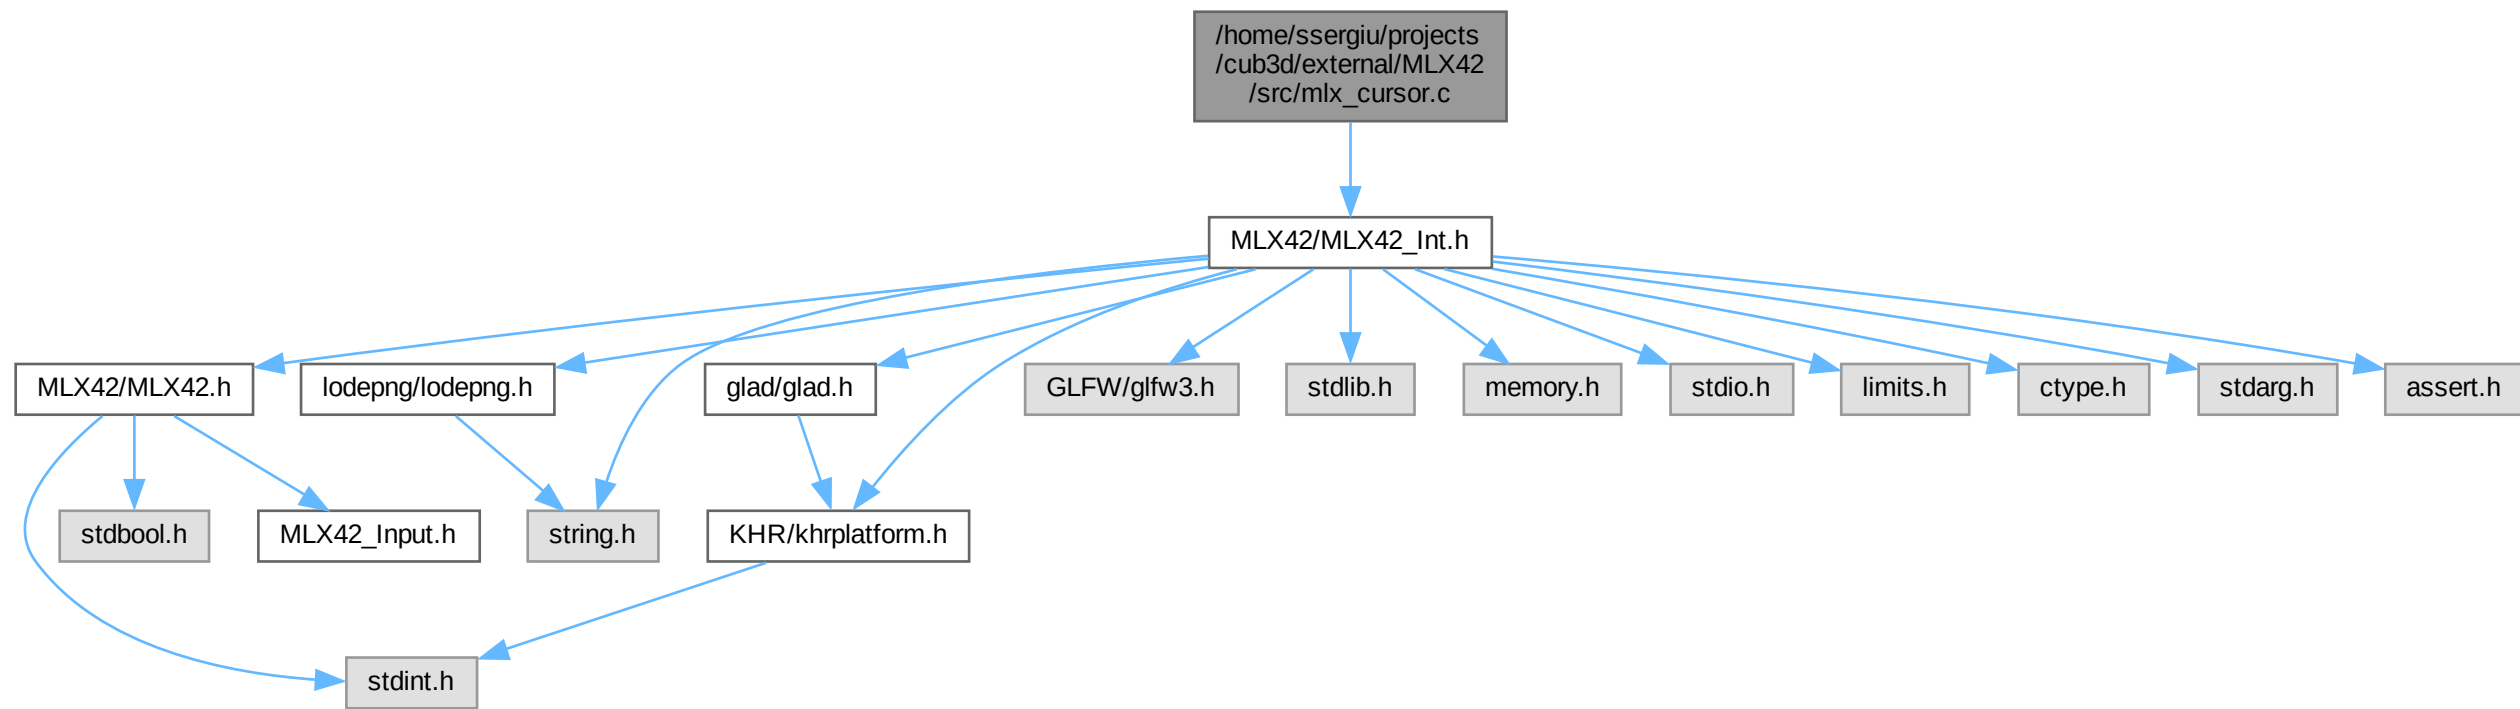 /home/ssergiu/projects
/cub3d/external/MLX42
/src/mlx_cursor.c
MLX42/MLX42_Int.h
MLX42/MLX42.h
lodepng/lodepng.h
glad/glad.h
GLFW/glfw3.h
stdlib.h
memory.h
stdio.h
limits.h
ctype.h
stdarg.h
assert.h
stdbool.h
MLX42_Input.h
string.h
KHR/khrplatform.h
stdint.h